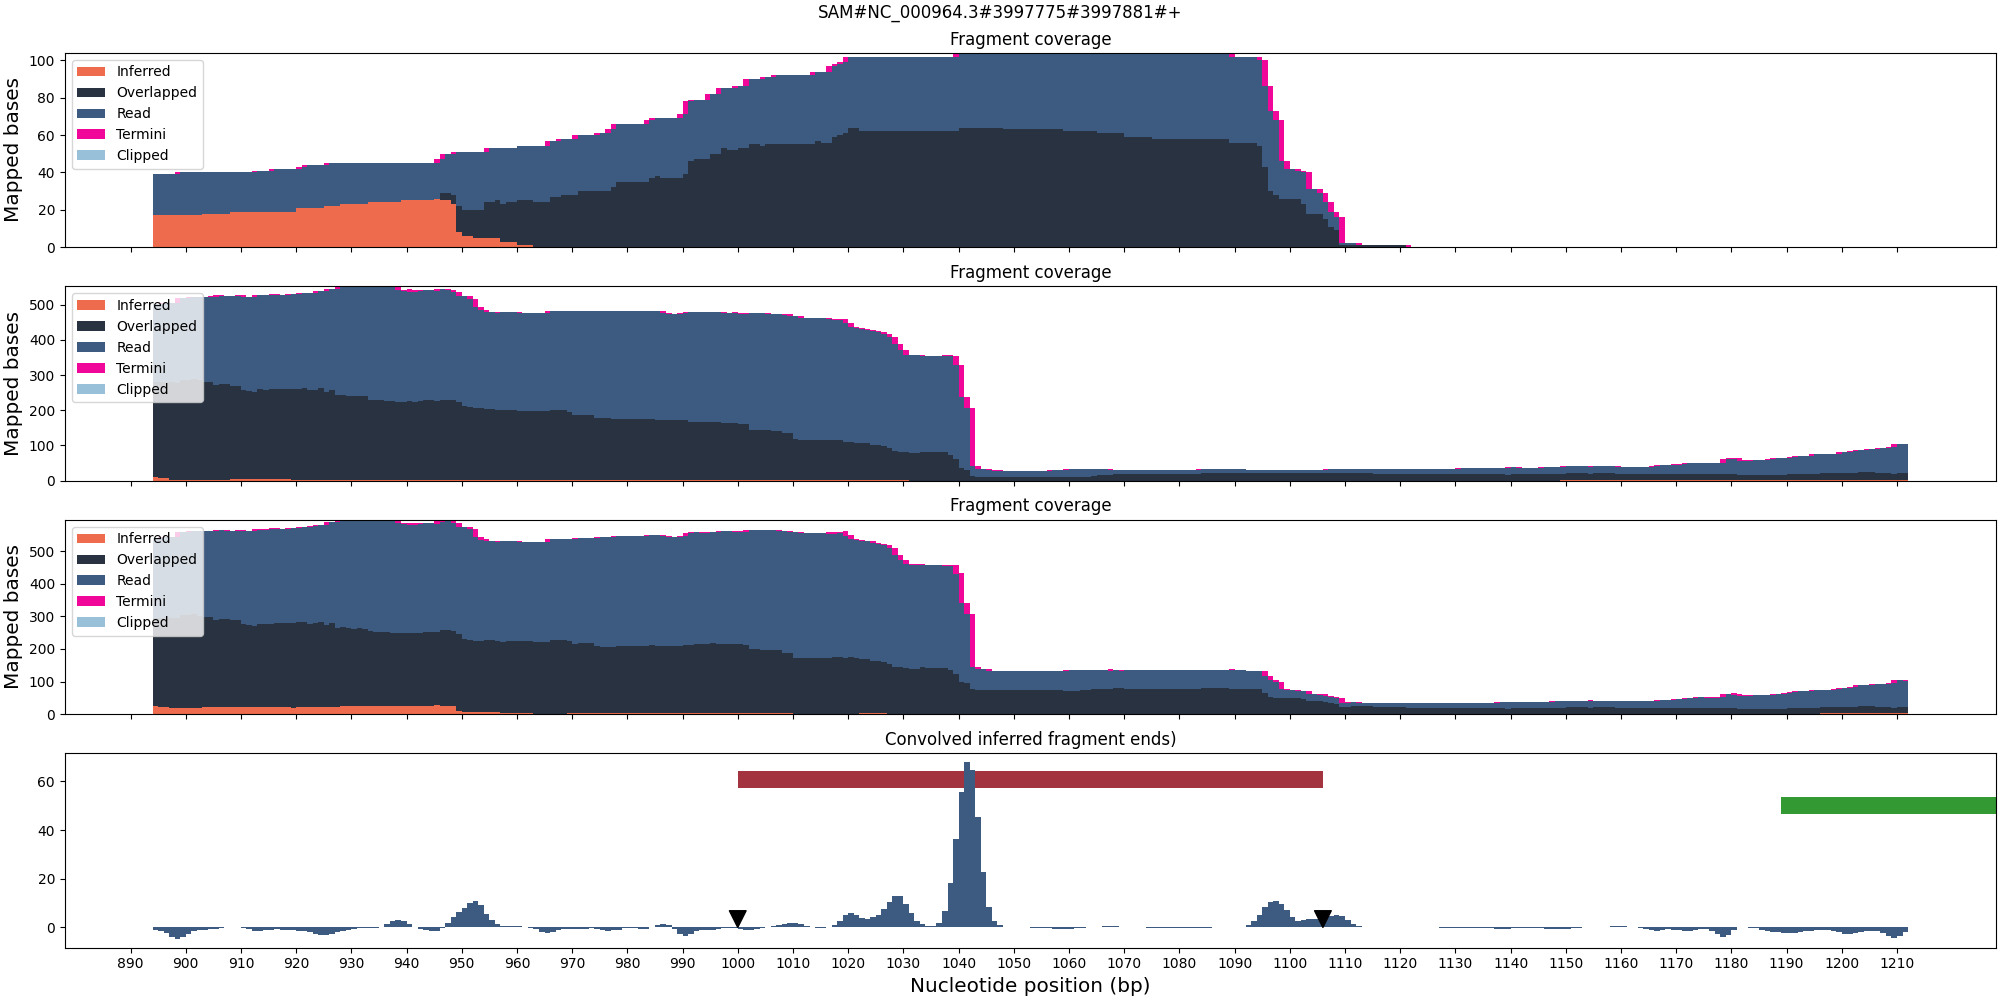 SAM#NC_000964.3#3997775#3997881#+
Fragment coverage
Mapped bases
100
80
60
40
20
0
Inferred
Overlapped
Read
Termini
Clipped
Fragment coverage
Mapped bases
500
400
300
200
100
0
Inferred
Overlapped
Read
Termini
Clipped
Fragment coverage
Mapped bases
500
400
300
200
100
0
Inferred
Overlapped
Read
Termini
Clipped
Convolved inferred fragment ends)
60
40
20
0
890 900 910 920 930 940 950 960 970 980 990 1000 1010 1020 1030 1040 1050 1060 1070 1080 1090 1100 1110 1120 1130 1140 1150 1160 1170 1180 1190 1200 1210
Nucleotide position (bp)